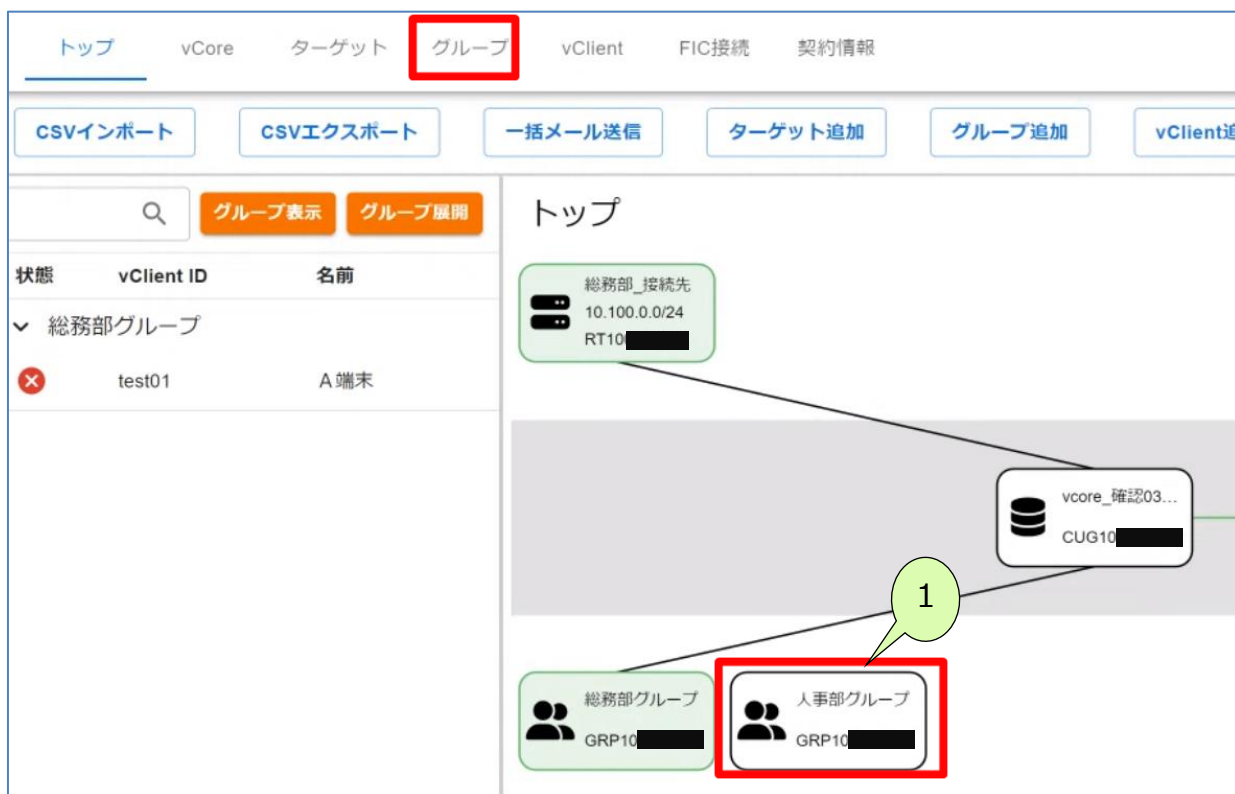 トップ vCore ターゲット グループ vClient FIC接続 契約情報
CSVインポート CSVエクスポート 一括メール送信 ターゲット追加 グループ追加 vClient追
グループ表示 グループ展開
状態 vClient ID 名前
総務部グループ
test01 A端末
トップ
総務部_接続先
10.100.0.0/24
RT10
vcore_確認03...
CUG10
1
総務部グループ
GRP10
人事部グループ
GRP10